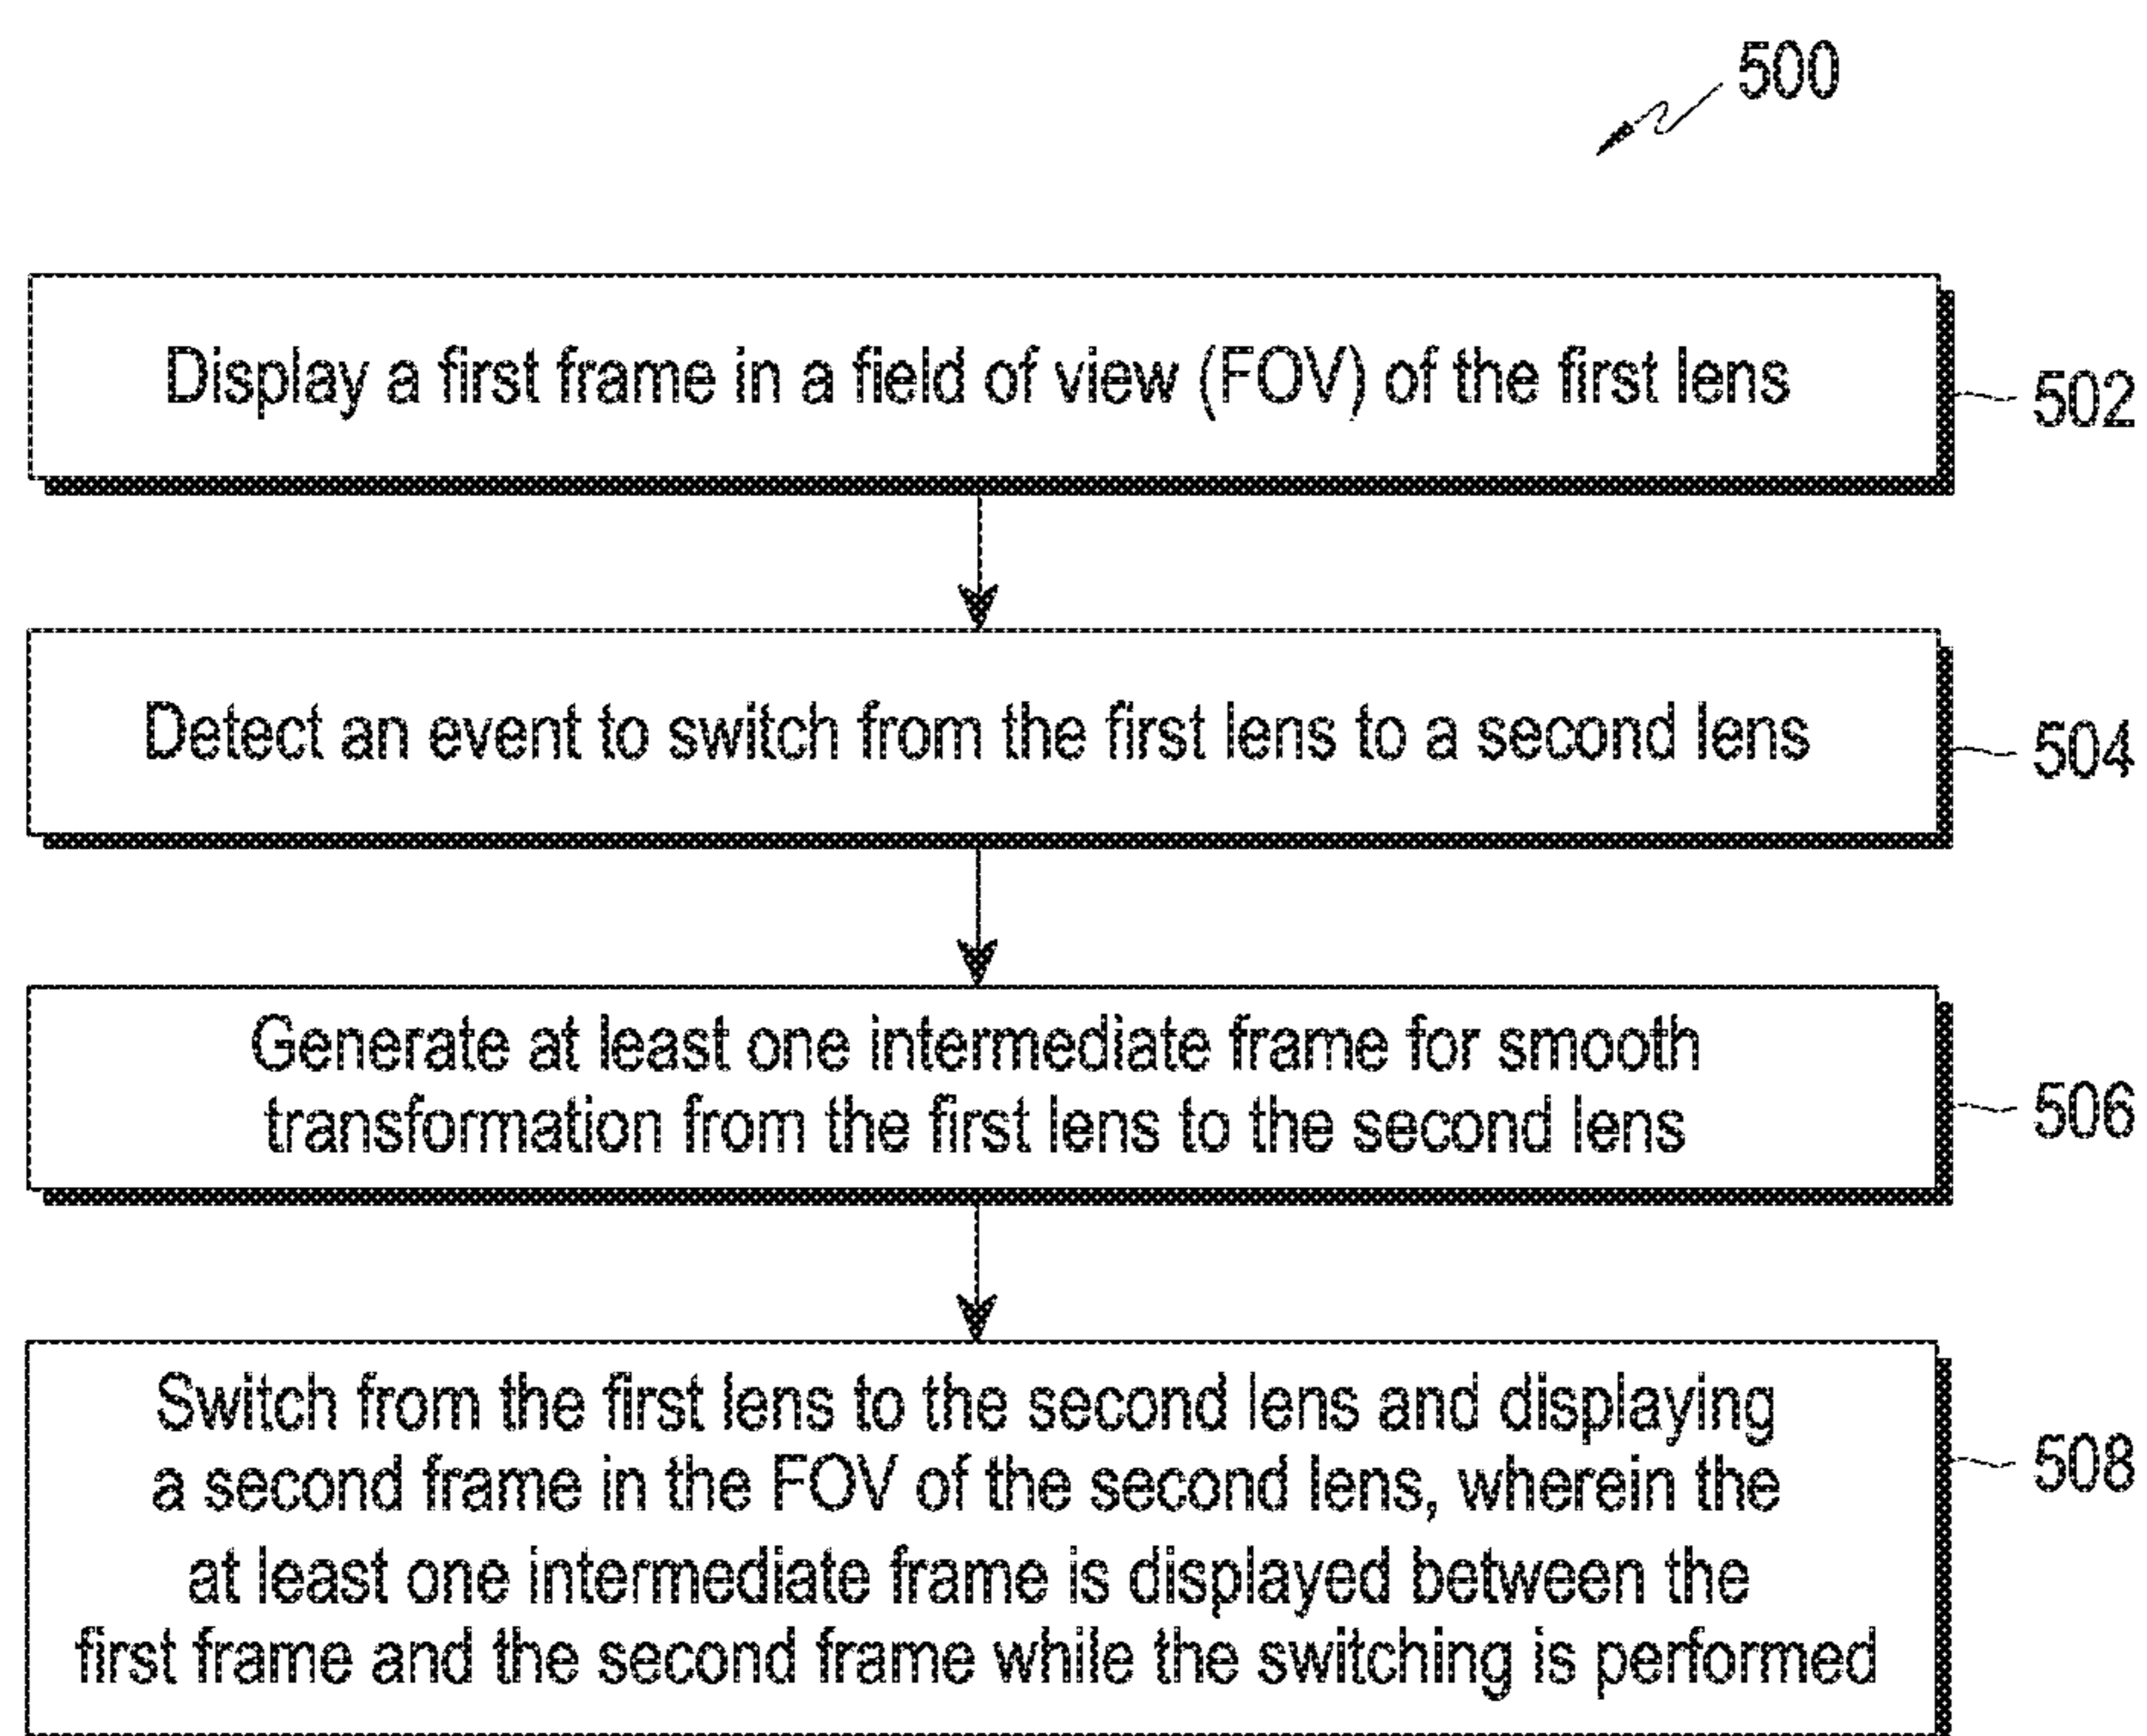 500
Display a first frame in a field of view (FOV) of the first lens
502
Detect an event to switch from the first lens to a second lens
504
Generate at least one intermediate frame for smooth
transformation from the first lens to the second lens
506
Switch from the first lens to the second lens and displaying
a second frame in the FOV of the second lens, wherein the
at least one intermediate frame is displayed between the
first frame and the second frame while the switching is performed
508